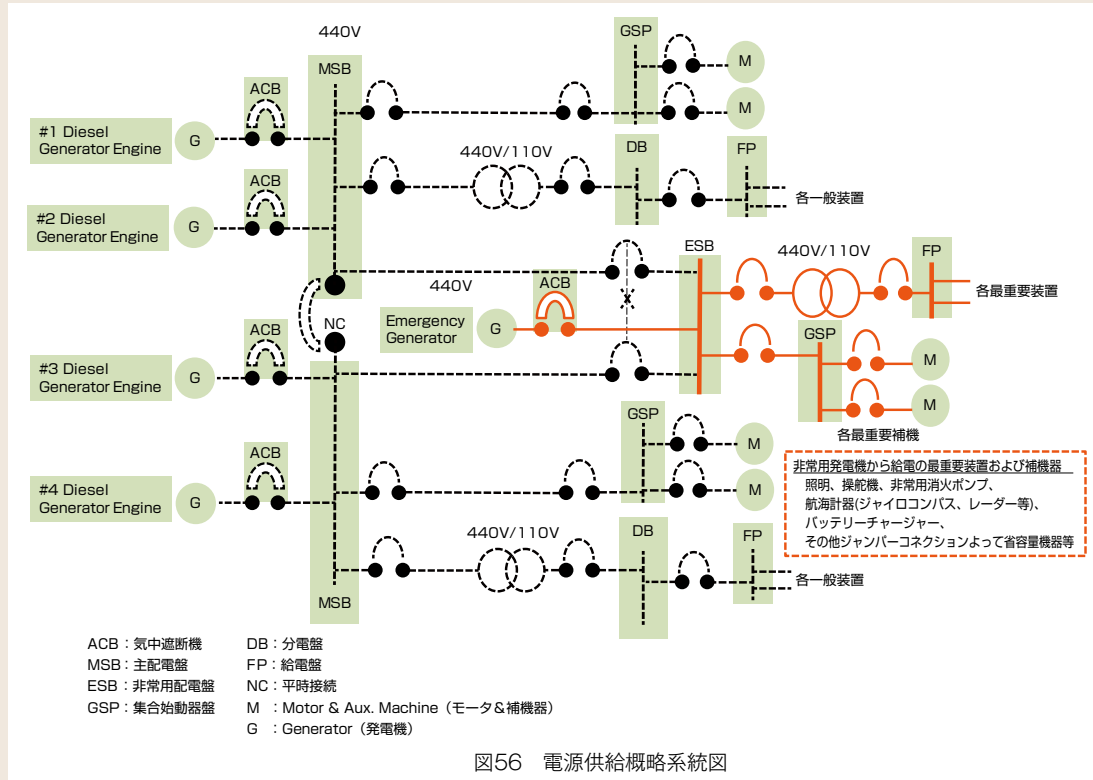 440V
MSB
GSP
M
M
ACB
#1 Diesel
Generator Engine
G
440V/110V
DB
FP
各一般装置
ACB
#2 Diesel
Generator Engine
G
ESB
440V/110V
FP
各最重要装置
440V
ACB
Emergency
Generator
G
NC
ACB
#3 Diesel
Generator Engine
G
GSP
M
M
各最重要補機
GSP
M
M
ACB
#4 Diesel
Generator Engine
G
非常用発電機から給電の最重要装置および補機器
照明、操舵機、非常用消火ポンプ、
航海計器(ジャイロコンパス、レーダー等)、
バッテリーチャージャー、
その他ジャンパーコネクションよって省容量機器等
440V/110V
DB
FP
各一般装置
MSB
ACB:気中遮断機
DB:分電盤
MSB:主配電盤
FP:給電盤
ESB:非常用配電盤
NC:平時接続
GSP:集合始動器盤
M :Motor & Aux. Machine(モータ&補機器)
G :Generator(発電機)
図56 電源供給概略系統図